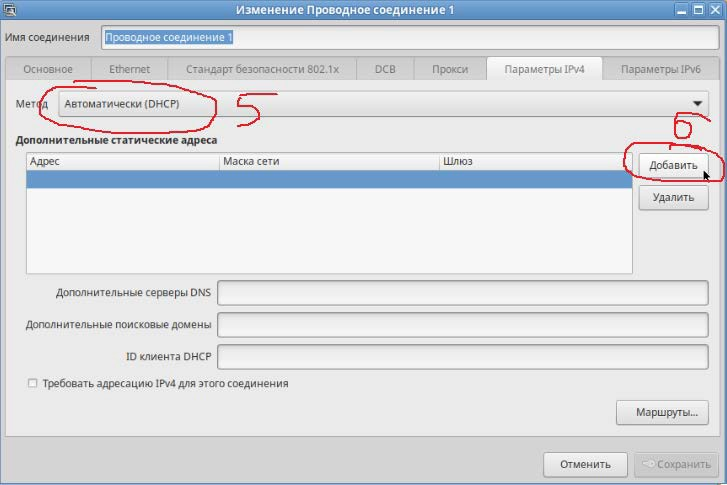 Изменение Проводное соединение 1
Имя соединения Проводное соединение 1
Основное Ethernet Стандарт безопасности 802.1x DCB Прокси Параметры IPv4 Параметры IPv6
Метод Автоматически (DHCP) 5
6
Дополнительные статические адреса
Адрес Маска сети Шлюз Добавить
Удалить
Дополнительные серверы DNS
Дополнительные поисковые домены
ID клиента DHCP
Требовать адресацию IPv4 для этого соединения
Маршруты...
Отменить Сохранить